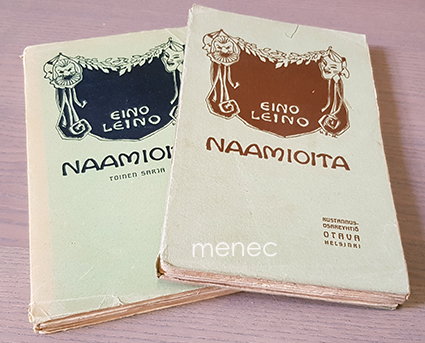 EINO
LEINO
NAAMIOITA
TOINEN SARJA
EINO
LEINO
NAAMIOITA
KUSTANNUS-
OSAKEYHTIÖ
OTAVA
HELSINKI
menec